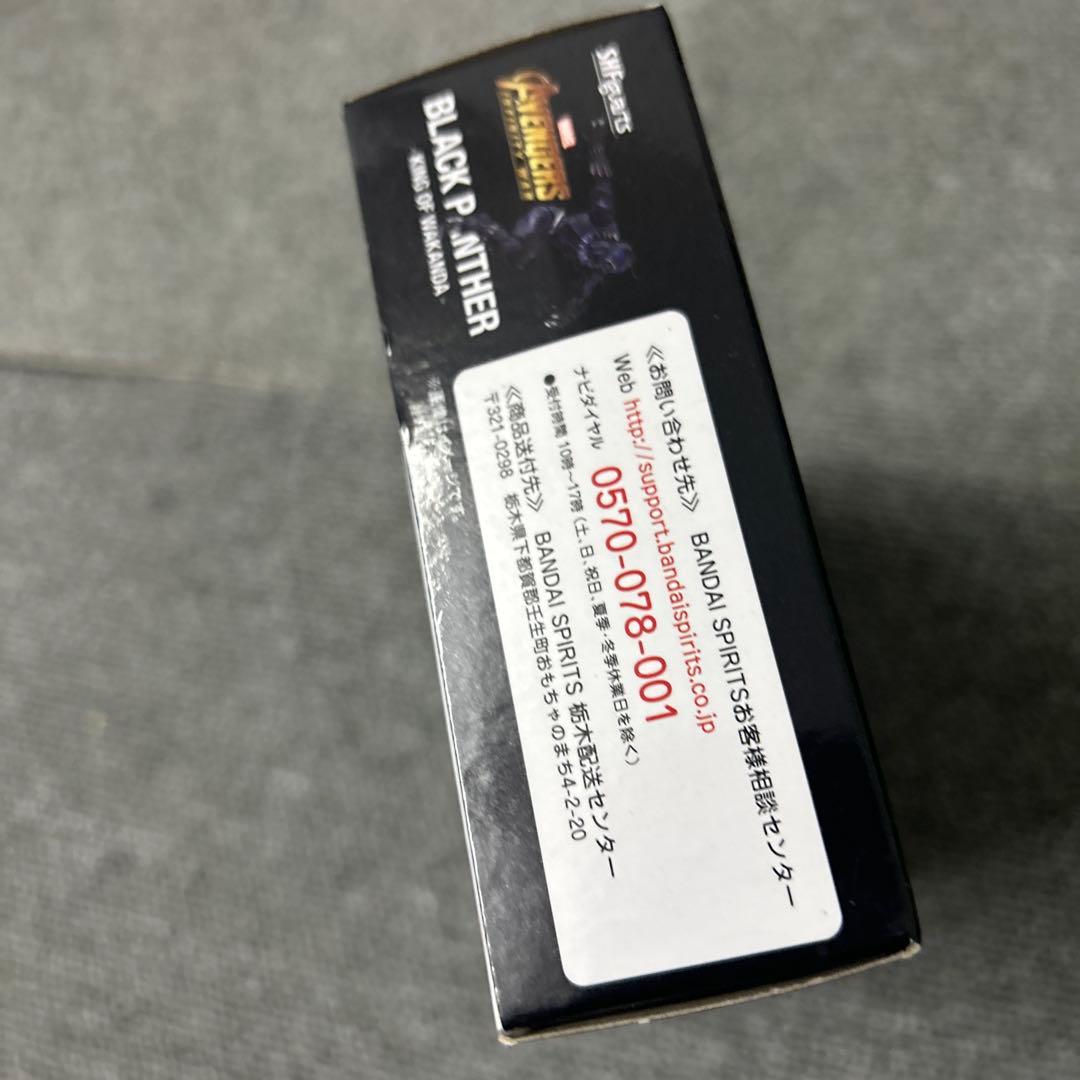 S.H.Figuarts
MARVEL
AVENGERS
INFINITY WAR
BLACK PANTHER
-KING OF WAKANDA-
≪お問い合わせ先≫ BANDAI SPIRITSお客様相談センター
Web http://support.bandaispirits.co.jp
ナビダイヤル 0570-078-001
●受付時間 10時～17時(土、日、祝日、夏季・冬季休業日を除く)
≪商品送付先≫ BANDAI SPIRITS 栃木配送センター
〒321-0298 栃木県下都賀郡壬生町おもちゃのまち4-2-20
です。